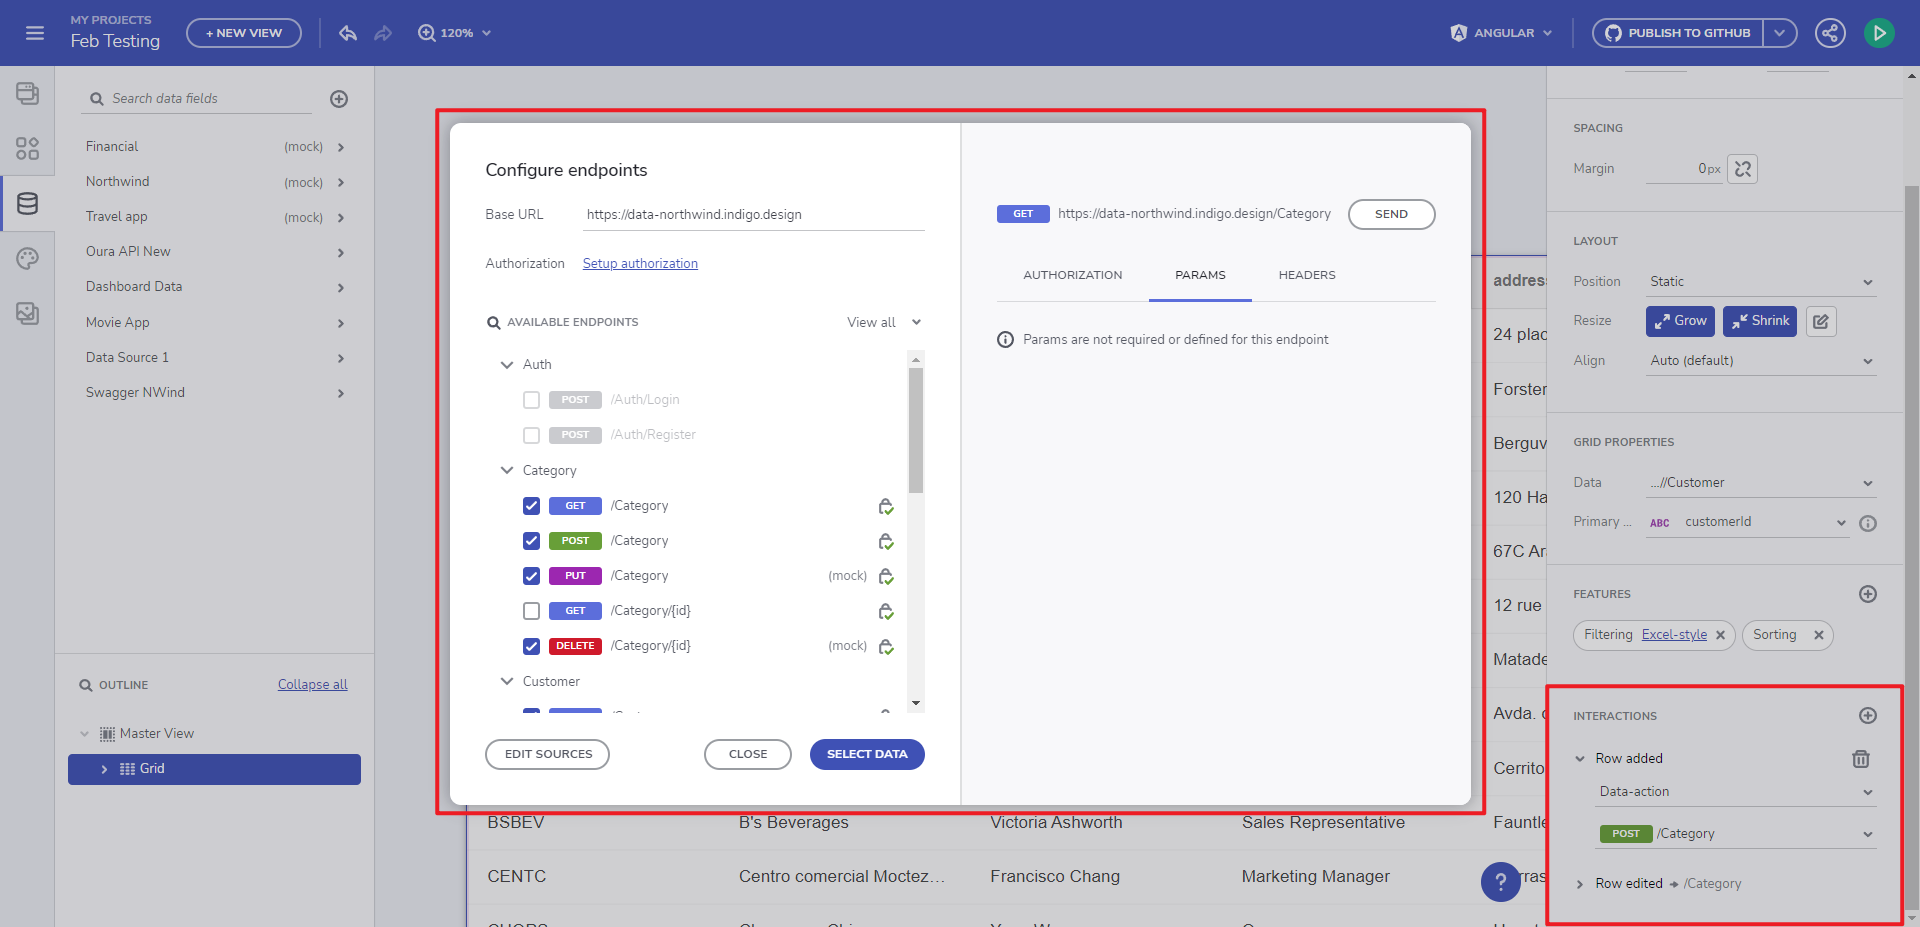 MY PROJECTS
Feb Testing
+ NEW VIEW
120%
ANGULAR
PUBLISH TO GITHUB
Search data fields
Financial (mock)
Northwind (mock)
Travel app (mock)
Oura API New
Dashboard Data
Movie App
Data Source 1
Swagger NWind
OUTLINE Collapse all
Master View
Grid
Configure endpoints
Base URL https://data-northwind.indigo.design
Authorization Setup authorization
AVAILABLE ENDPOINTS View all
Auth
POST /Auth/Login
POST /Auth/Register
Category
GET /Category
POST /Category
PUT /Category (mock)
GET /Category/{id}
DELETE /Category/{id} (mock)
Customer
EDIT SOURCES CLOSE SELECT DATA
GET https://data-northwind.indigo.design/Category SEND
AUTHORIZATION PARAMS HEADERS
Params are not required or defined for this endpoint
addres
24 plac
Forster
Berguv
120 Ha
67C Ar
12 rue
Matade
Avda. 
Cerrito
BSBEV B's Beverages Victoria Ashworth Sales Representative Fauntle
CENTC Centro comercial Moctez... Francisco Chang Marketing Manager rras
?
SPACING
Margin 0px
LAYOUT
Position Static
Resize Grow Shrink
Align Auto (default)
GRID PROPERTIES
Data ...//Customer
Primary ... ABC customerId
FEATURES
Filtering Excel-style Sorting
INTERACTIONS
Row added
Data-action
POST /Category
Row edited /Category